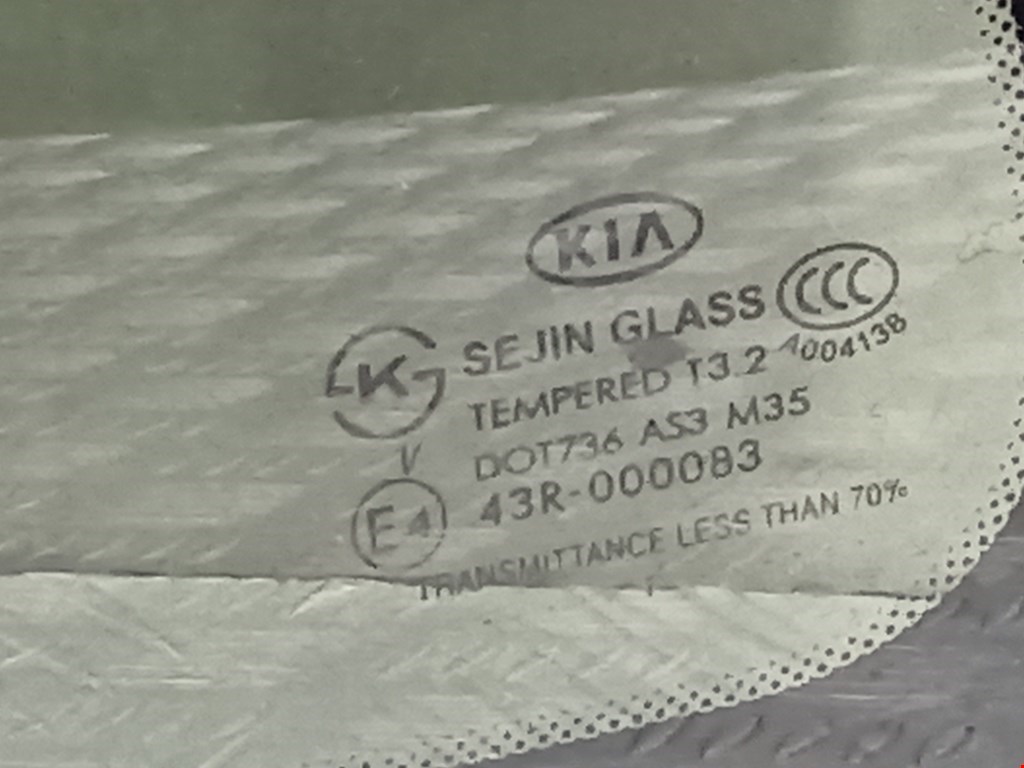 KIA
SEJIN GLASS CCC
TEMPERED T3.2 A004138
DOT736 AS3 M35
V
E4 43R-000083
TRANSMITTANCE LESS THAN 70%